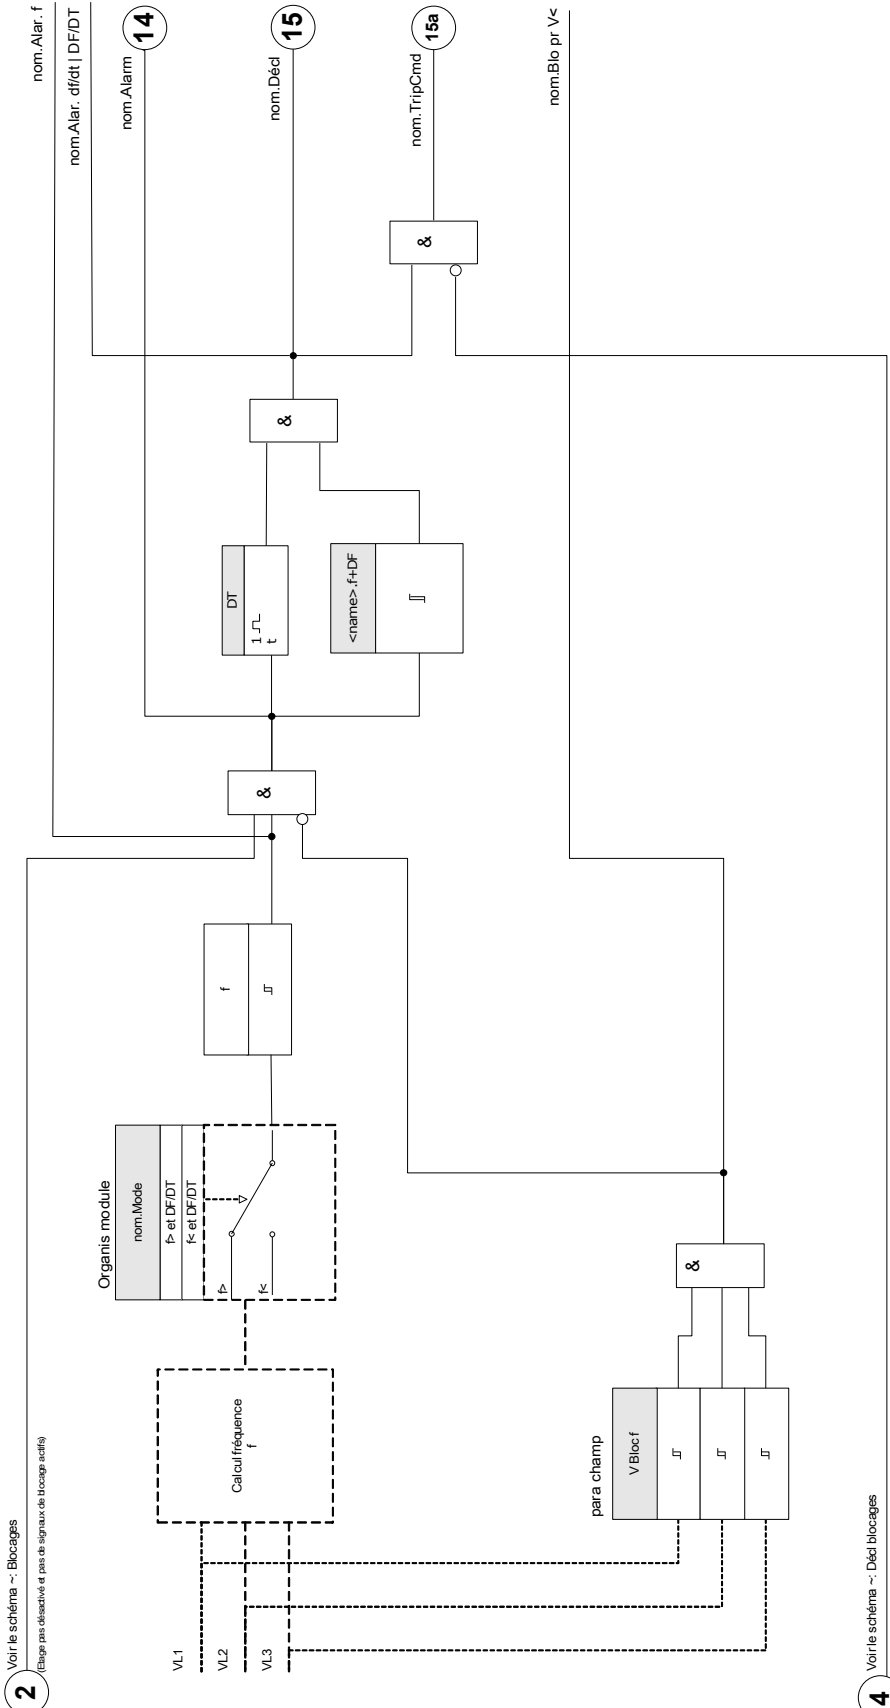 2
Voir le schéma ~: Blocages
(Etage pas désactivé et pas de signaux de blocage actifs)
VL1
VL2
VL3
Calcul fréquence
f
Organis module
nom.Mode
f> et DF/DT
f< et DF/DT
f>
f<
f
&
DT
1
t
<name>.f+DF
&
&
nom.Alar. f
nom.Alar. df/dt | DF/DT
nom.Alarm
14
nom.Décl
15
nom.TripCmd
15a
nom.Blo pr V<
para champ
V Bloc f
&
4
Voir le schéma ~: Décl blocages